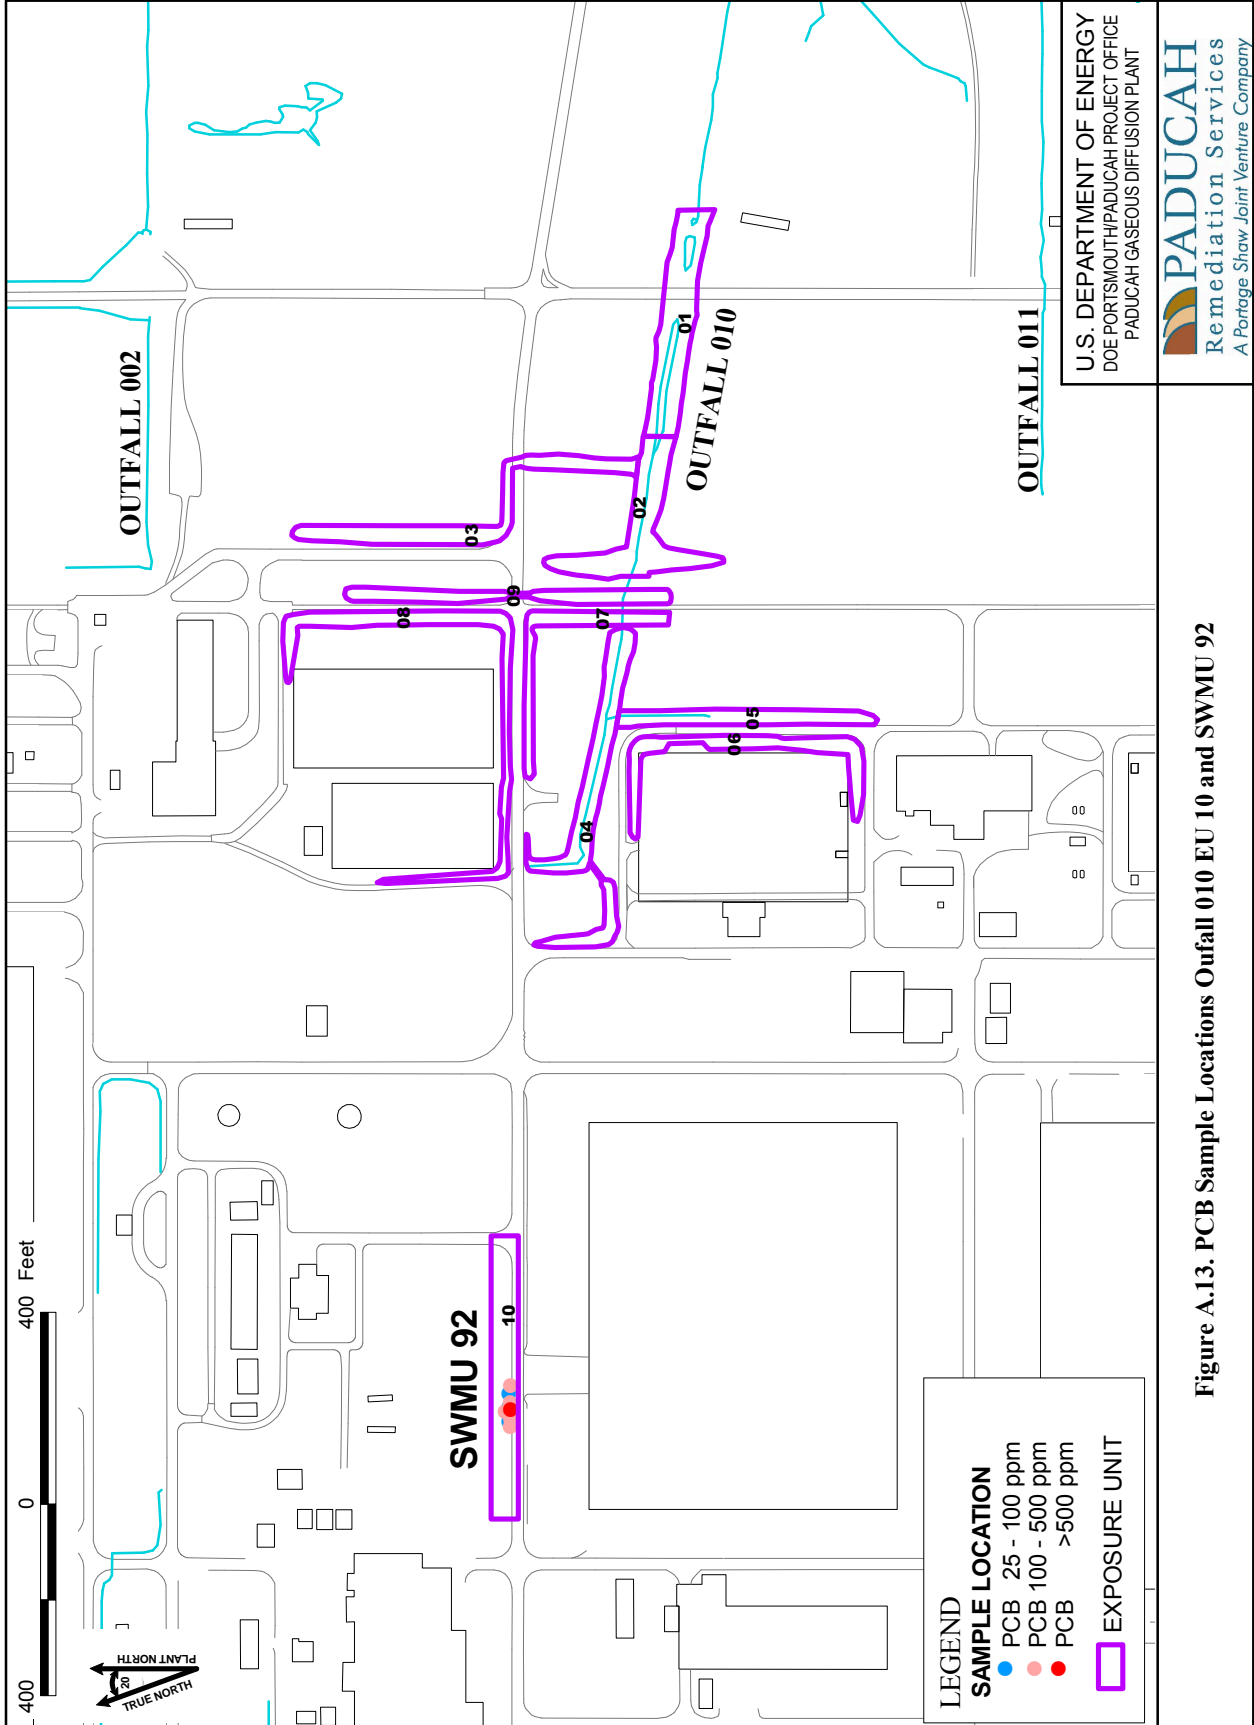 400
0
400 Feet
PLANT NORTH
20
TRUE NORTH
OUTFALL 002
03
09
08
07
02
01
OUTFALL 010
04
05
06
OUTFALL 011
SWMU 92
10
LEGEND
SAMPLE LOCATION
PCB 25 - 100 ppm
PCB 100 - 500 ppm
PCB >500 ppm
EXPOSURE UNIT
U.S. DEPARTMENT OF ENERGY
DOE PORTSMOUTH/PADUCAH PROJECT OFFICE
PADUCAH GASEOUS DIFFUSION PLANT
PADUCAH
Remediation Services
A Portage Shaw Joint Venture Company
Figure A.13. PCB Sample Locations Oufall 010 EU 10 and SWMU 92